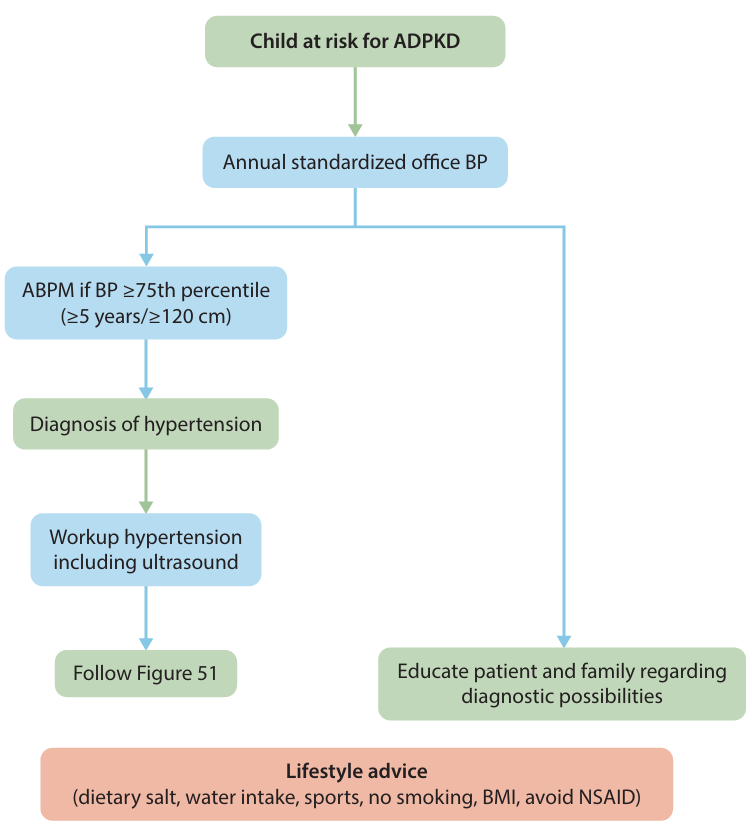 Child at risk for ADPKD
Annual standardized office BP
ABPM if BP ≥75th percentile
(≥5 years/≥120 cm)
Diagnosis of hypertension
Workup hypertension
including ultrasound
Follow Figure 51
Educate patient and family regarding
diagnostic possibilities
Lifestyle advice
(dietary salt, water intake, sports, no smoking, BMI, avoid NSAID)